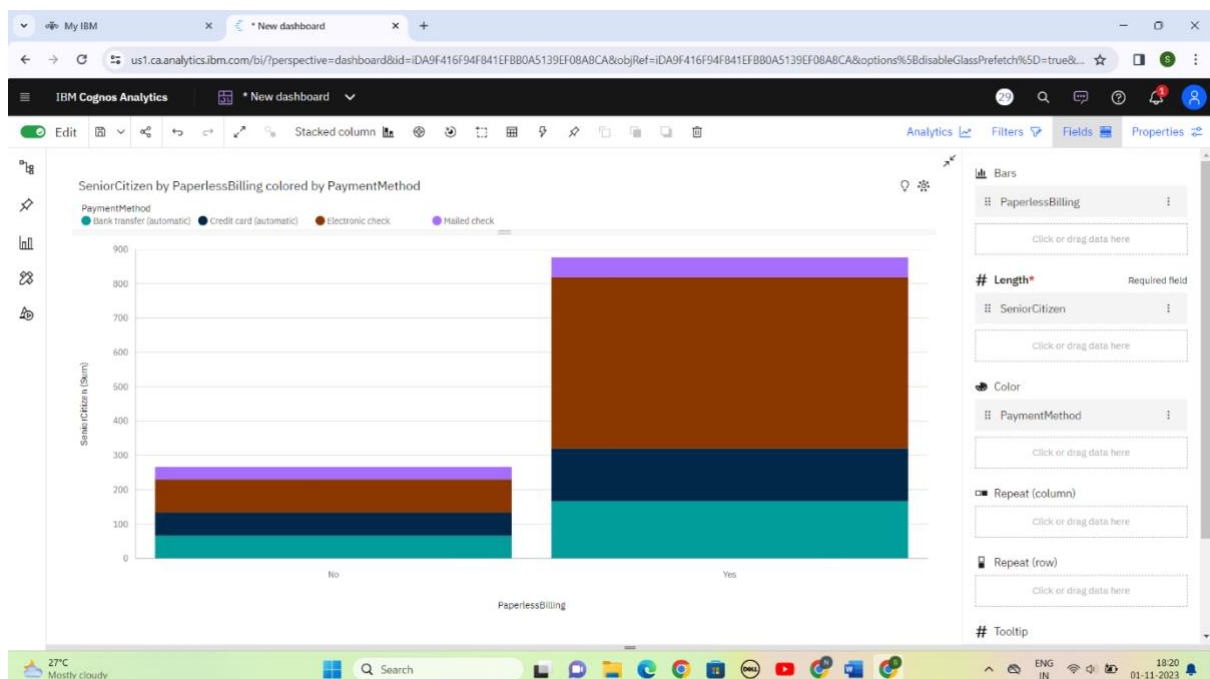 My IBM
* New dashboard
us1.ca.analytics.ibm.com/bi/?perspective=dashboard&id=iDA9F416F94F841EFBB0A5139EF08A8CA&objRef=iDA9F416F94F841EFBB0A5139EF08A8CA&options%5BdisableGlassPrefetch%5D=true&...
S
IBM Cognos Analytics
* New dashboard
29
1
Edit
Stacked column
Analytics
Filters
Fields
Properties
SeniorCitizen by PaperlessBilling colored by PaymentMethod
PaymentMethod
Bank transfer (automatic) Credit card (automatic) Electronic check Mailed check
900
800
700
600
500
400
300
200
100
0
SeniorCitizen (Sum)
No Yes
PaperlessBilling
Bars
PaperlessBilling
Click or drag data here
# Length* Required field
SeniorCitizen
Click or drag data here
Color
PaymentMethod
Click or drag data here
Repeat (column)
Click or drag data here
Repeat (row)
Click or drag data here
# Tooltip
27°C
Mostly cloudy
Search
DELL
ENG
IN
18:20
01-11-2023